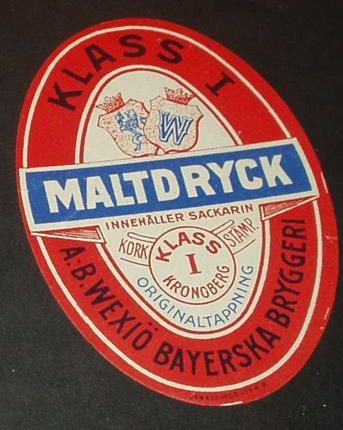 KLASS I
W
MALTDRYCK
INNEHÅLLER SACKARIN
KORK STÄMP.
KLASS
I
KRONOBERG
ORIGINALTAPPNING
A.B. WEXIÖ BAYERSKA BRYGGERI